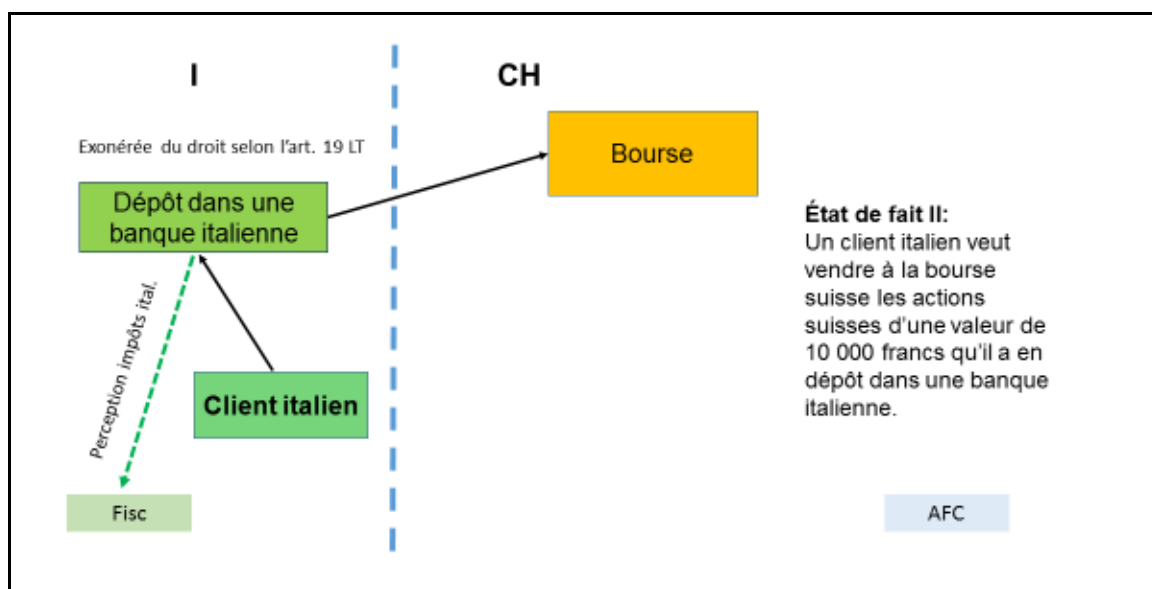 I
CH
Exonérée du droit selon l'art. 19 LT
Bourse
Dépôt dans une
banque italienne
État de fait II:
Un client italien veut
vendre à la bourse
suisse les actions
suisses d'une valeur de
10 000 francs qu'il a en
dépôt dans une banque
italienne.
Perception impôts ital.
Client italien
Fisc
AFC